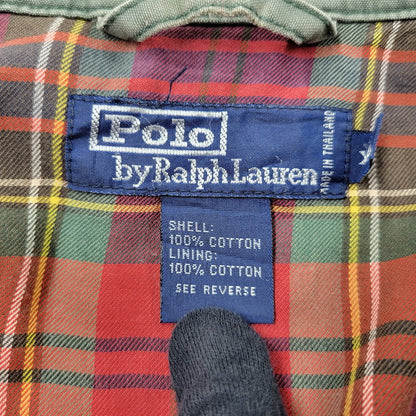 Polo
by Ralph Lauren
MADE IN THAILAND
SHELL:
100% COTTON
LINING:
100% COTTON
SEE REVERSE